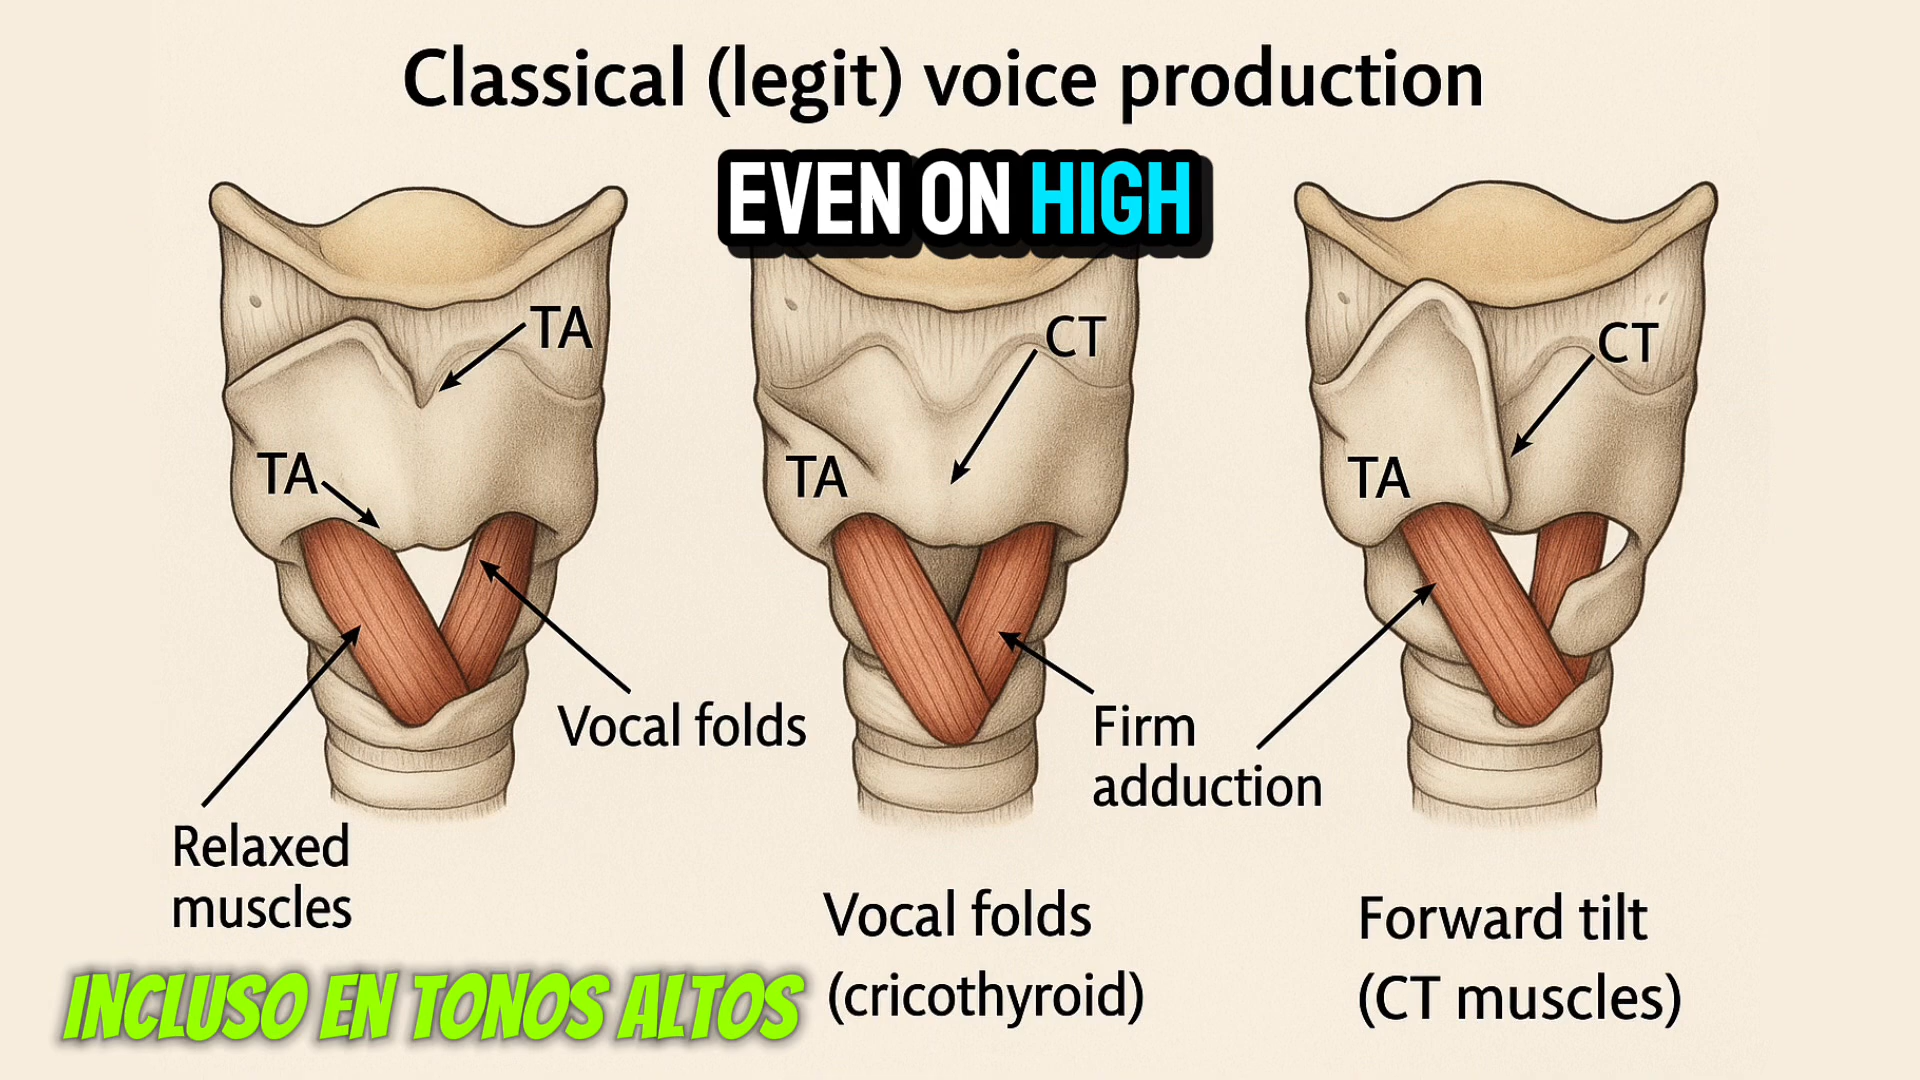 Classical (legit) voice production
EVEN ON HIGH
TA
CT
CT
TA
TA
TA
Vocal folds
Firm
adduction
Relaxed
muscles
Vocal folds
(cricothyroid)
Forward tilt
(CT muscles)
INCLUSO EN TONOS ALTOS